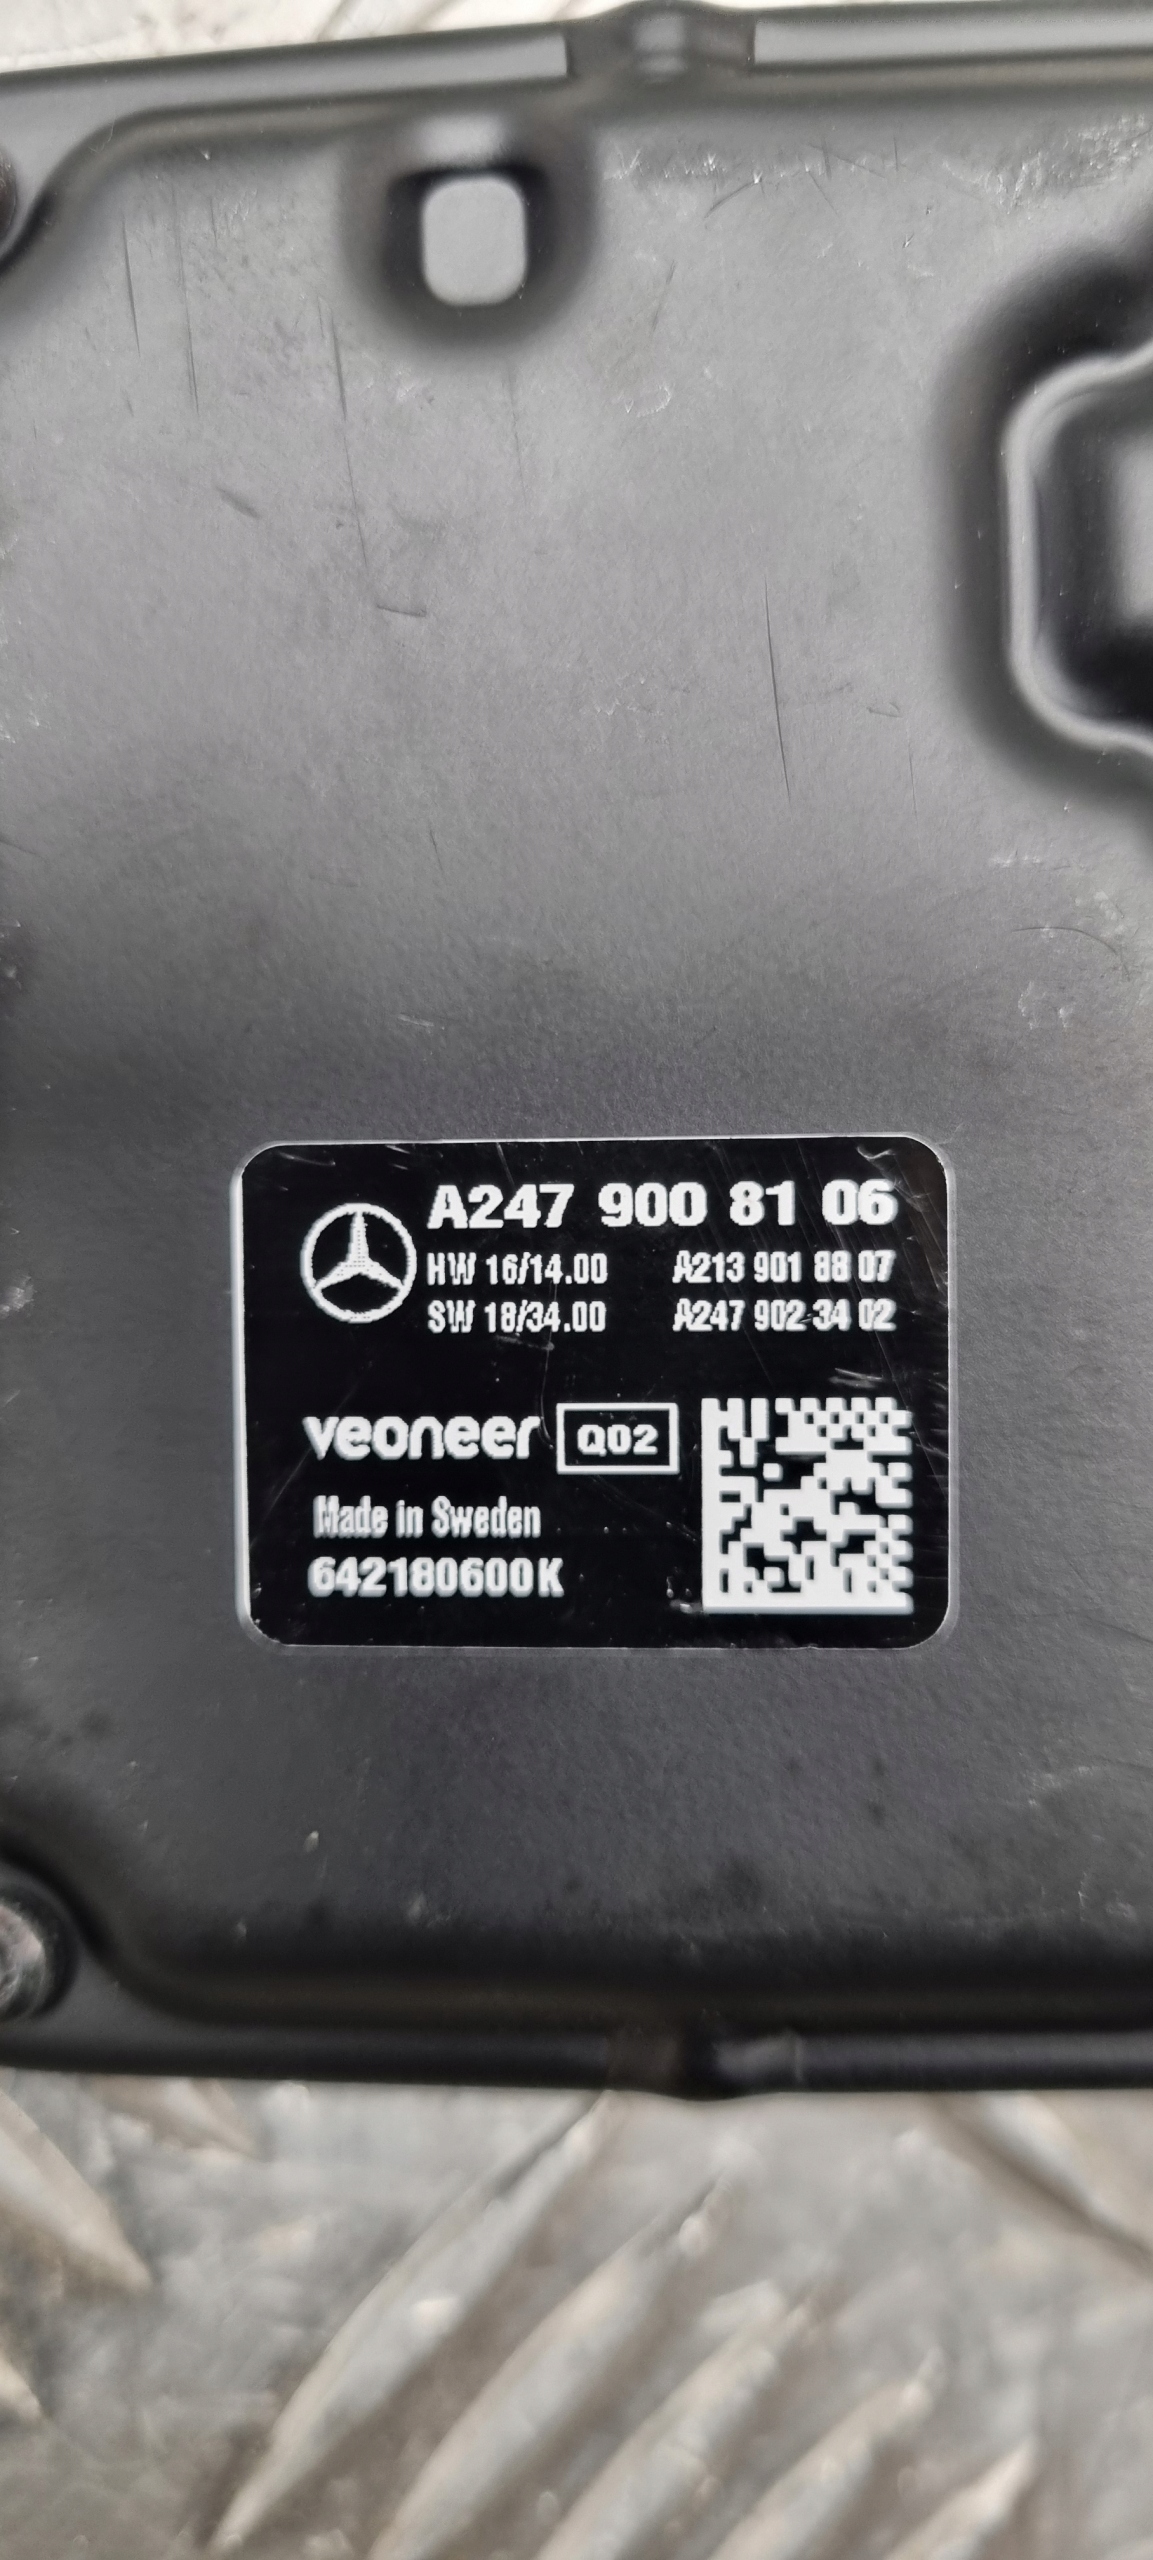 A247 900 81 06
HW 16/14.00 A213 901 88 07
SW 18/34.00 A247 902 34 02
veoneer Q02
Made in Sweden
642180600K